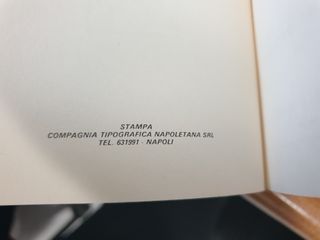 STAMPA
COMPAGNIA TIPOGRAFICA NAPOLETANA SRL
TEL. 631991 - NAPOLI